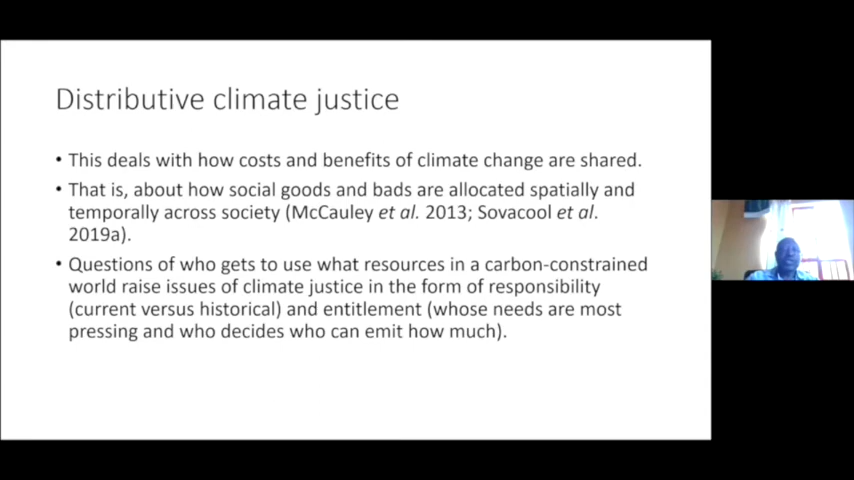 Distributive climate justice
• This deals with how costs and benefits of climate change are shared.
• That is, about how social goods and bads are allocated spatially and
temporally across society (McCauley et al. 2013; Sovacool et al.
2019a).
• Questions of who gets to use what resources in a carbon-constrained
world raise issues of climate justice in the form of responsibility
(current versus historical) and entitlement (whose needs are most
pressing and who decides who can emit how much).